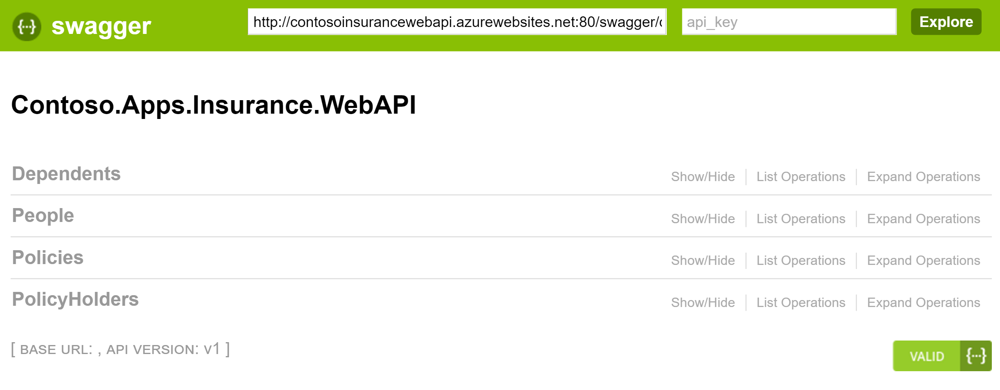 {···} swagger http://contosoinsurancewebapi.azurewebsites.net:80/swagger/ api_key Explore
Contoso.Apps.Insurance.WebAPI
Dependents Show/Hide List Operations Expand Operations
People Show/Hide List Operations Expand Operations
Policies Show/Hide List Operations Expand Operations
PolicyHolders Show/Hide List Operations Expand Operations
[ BASE URL: , API VERSION: v1 ] VALID {···}